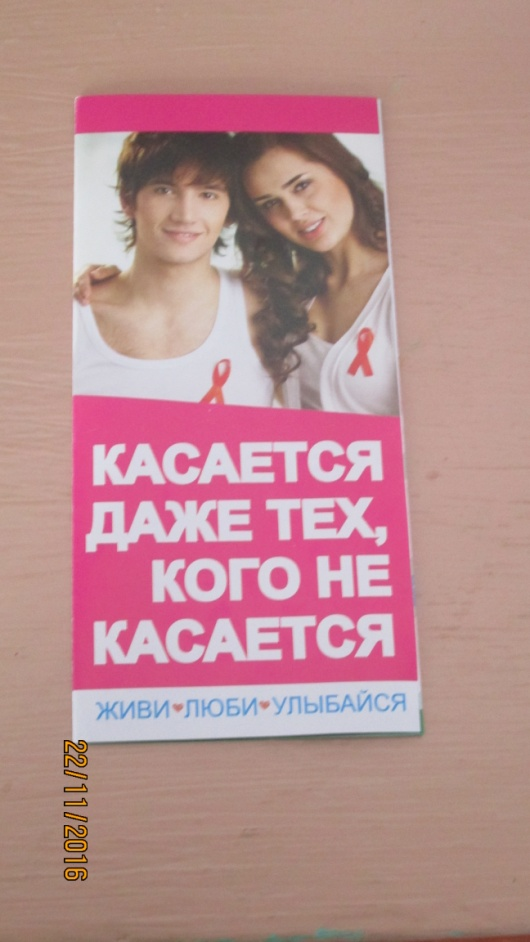 КАСАЕТСЯ
ДАЖЕ ТЕХ,
КОГО НЕ
КАСАЕТСЯ
ЖИВИ♥ЛЮБИ♥УЛЫБАЙСЯ
22/11/2016